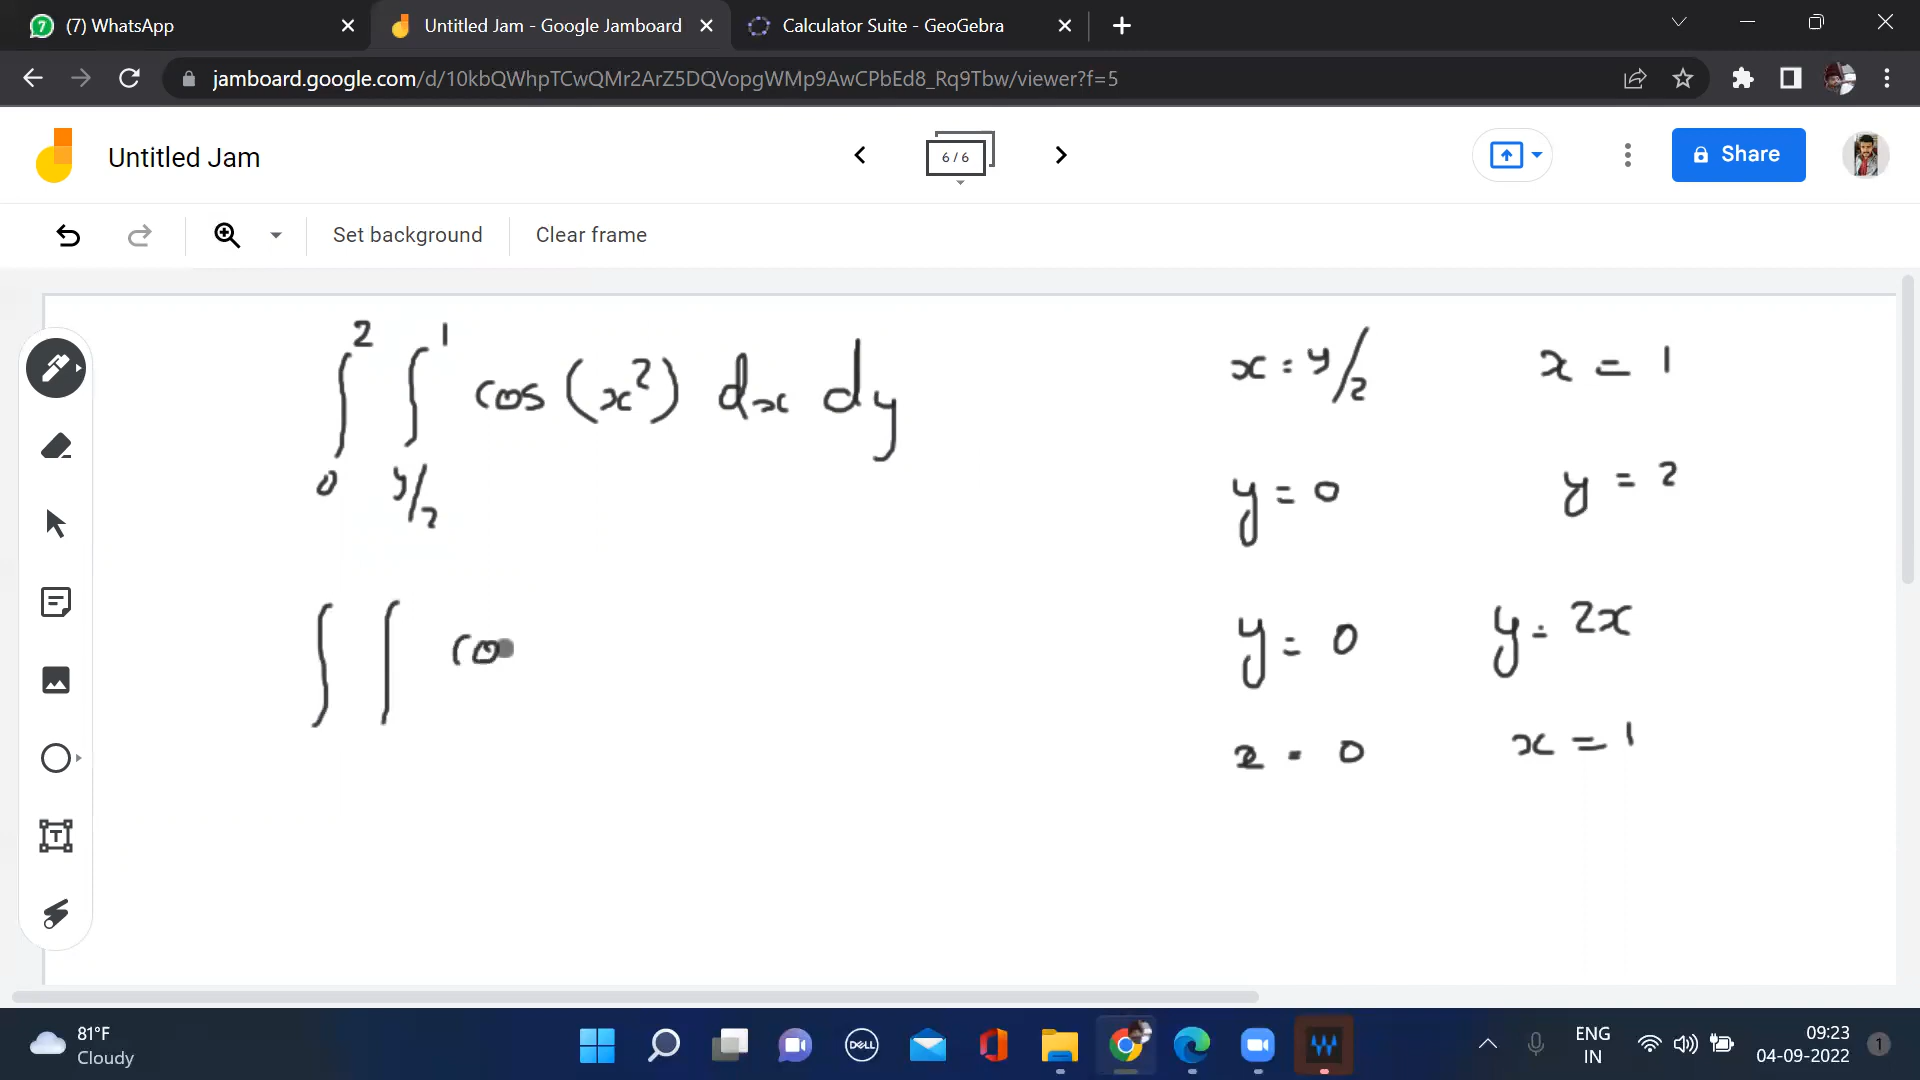 (7) WhatsApp
Untitled Jam - Google Jamboard
Calculator Suite - GeoGebra
jamboard.google.com/d/10kbQWhpTCwQMr2ArZ5DQVopgWMp9AwCPbEd8_Rq9Tbw/viewer?f=5
Untitled Jam
6 / 6
Share
Set background
Clear frame
∫₀² ∫_{y/2}^1 cos (x²) dx dy
x = y/2
x = 1
y = 0
y = 2
∫ ∫ co
y = 0
y = 2x
x = 0
x = 1
81°F
Cloudy
DELL
ENG
IN
09:23
04-09-2022
1